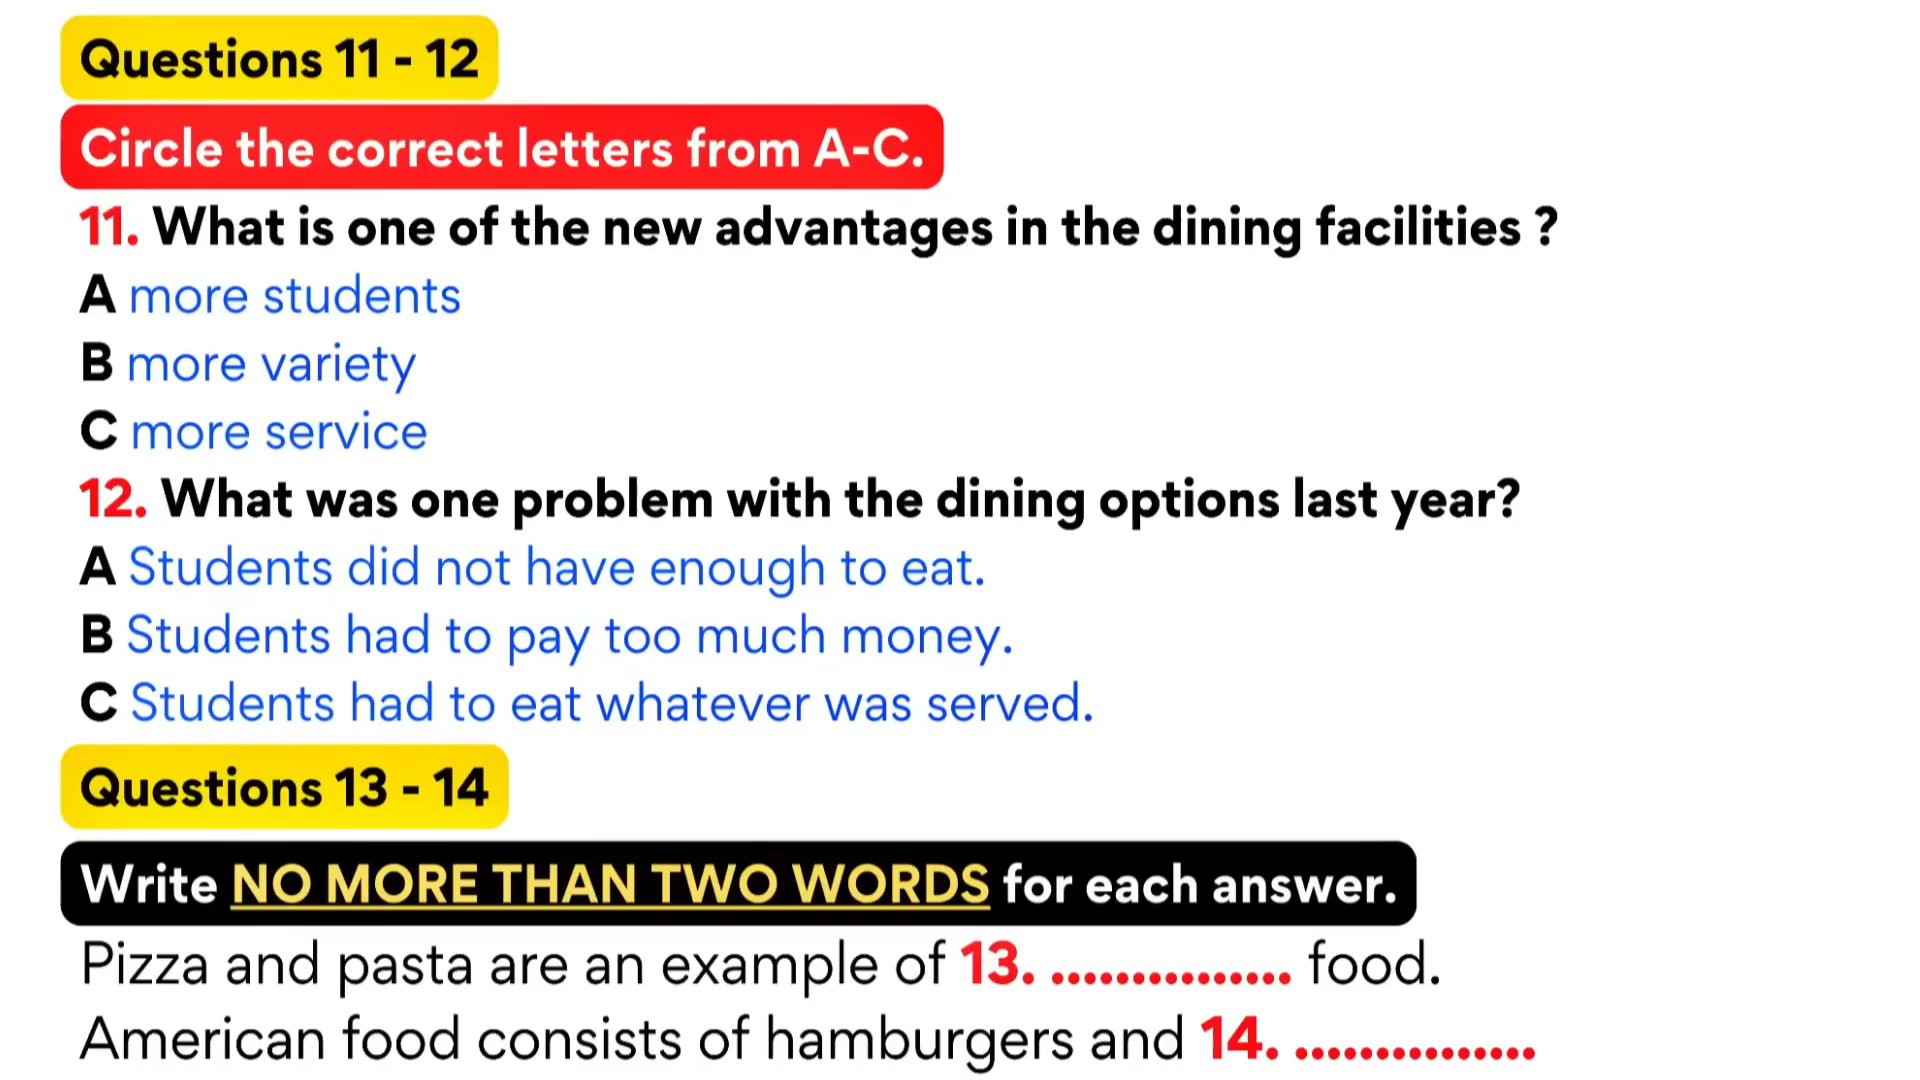 Questions 11 - 12
Circle the correct letters from A-C.
11. What is one of the new advantages in the dining facilities ?
A more students
B more variety
C more service
12. What was one problem with the dining options last year?
A Students did not have enough to eat.
B Students had to pay too much money.
C Students had to eat whatever was served.
Questions 13 - 14
Write NO MORE THAN TWO WORDS for each answer.
Pizza and pasta are an example of 13. ............... food.
American food consists of hamburgers and 14. ...............